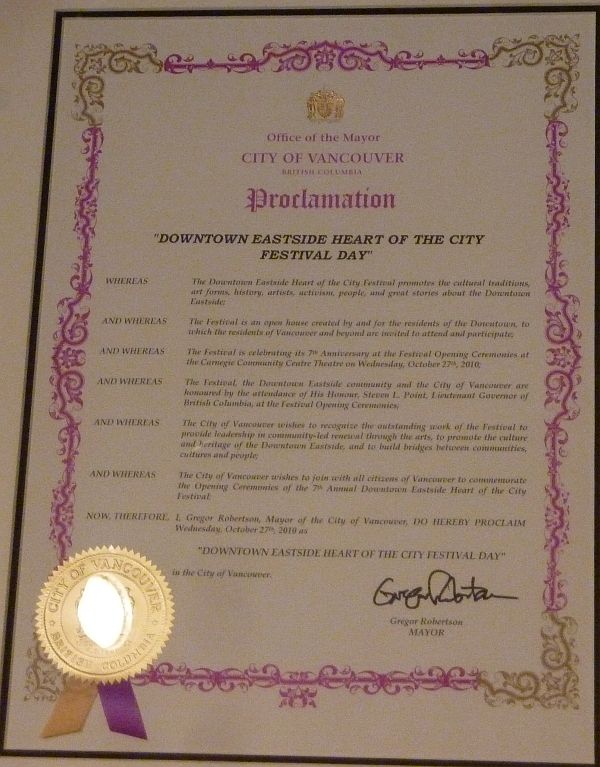 Office of the Mayor
CITY OF VANCOUVER
BRITISH COLUMBIA
Proclamation
"DOWNTOWN EASTSIDE HEART OF THE CITY
FESTIVAL DAY"
WHEREAS The Downtown Eastside Heart of the City Festival promotes the cultural traditions,
art forms, history, artists, activism, people, and great stories about the Downtown
Eastside;
AND WHEREAS The Festival is an open house created by and for the residents of the Downtown, to
which the residents of Vancouver and beyond are invited to attend and participate;
AND WHEREAS The Festival is celebrating its 7th Anniversary at the Festival Opening Ceremonies at
the Carnegie Community Centre Theatre on Wednesday, October 27th, 2010;
AND WHEREAS The Festival, the Downtown Eastside community and the City of Vancouver are
honoured by the attendance of His Honour, Steven L. Point, Lieutenant Governor of
British Columbia, at the Festival Opening Ceremonies;
AND WHEREAS The City of Vancouver wishes to recognize the outstanding work of the Festival to
provide leadership in community-led renewal through the arts, to promote the culture
and heritage of the Downtown Eastside, and to build bridges between communities,
cultures and people;
AND WHEREAS The City of Vancouver wishes to join with all citizens of Vancouver to commemorate
the Opening Ceremonies of the 7th Annual Downtown Eastside Heart of the City
Festival;
NOW, THEREFORE, I, Gregor Robertson, Mayor of the City of Vancouver, DO HEREBY PROCLAIM
Wednesday, October 27th, 2010 as
"DOWNTOWN EASTSIDE HEART OF THE CITY FESTIVAL DAY"
in the City of Vancouver.
Gregor Robertson
MAYOR
CITY OF VANCOUVER
BRITISH COLUMBIA